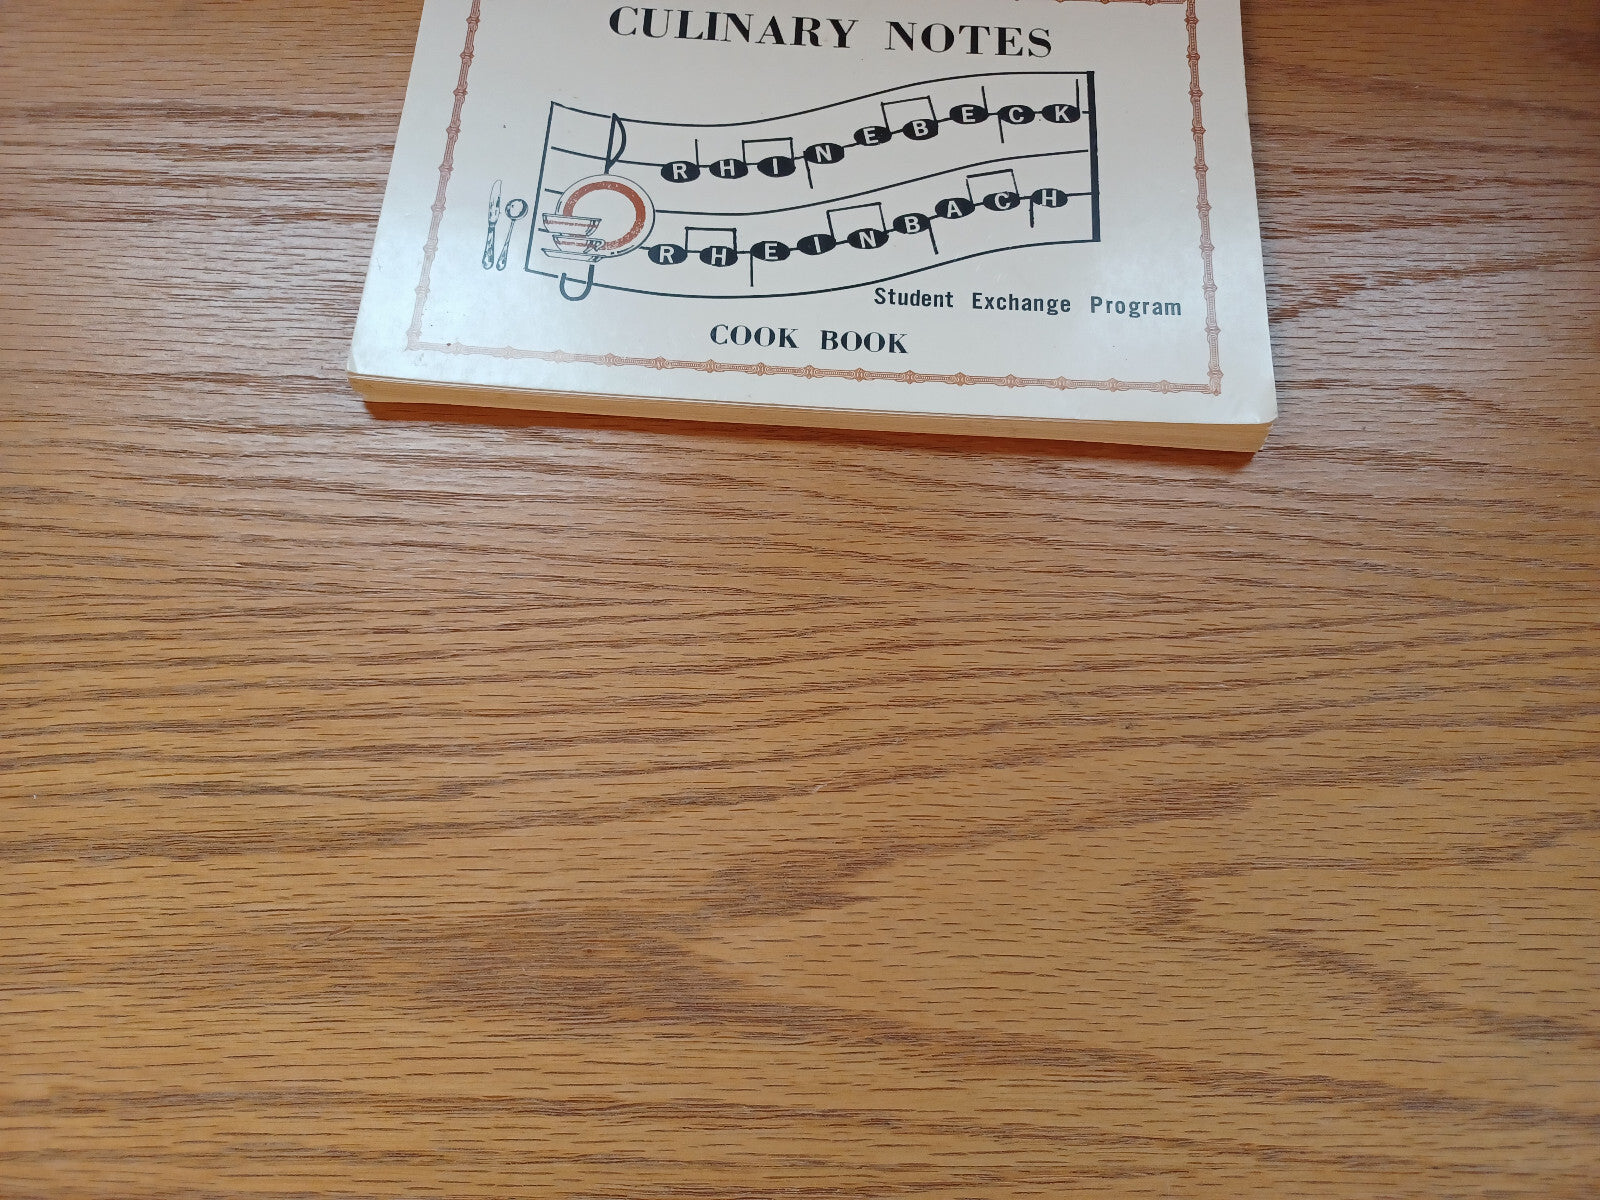 CULINARY NOTES
RHINEBECK
RHEINBACH
Student Exchange Program
COOK BOOK